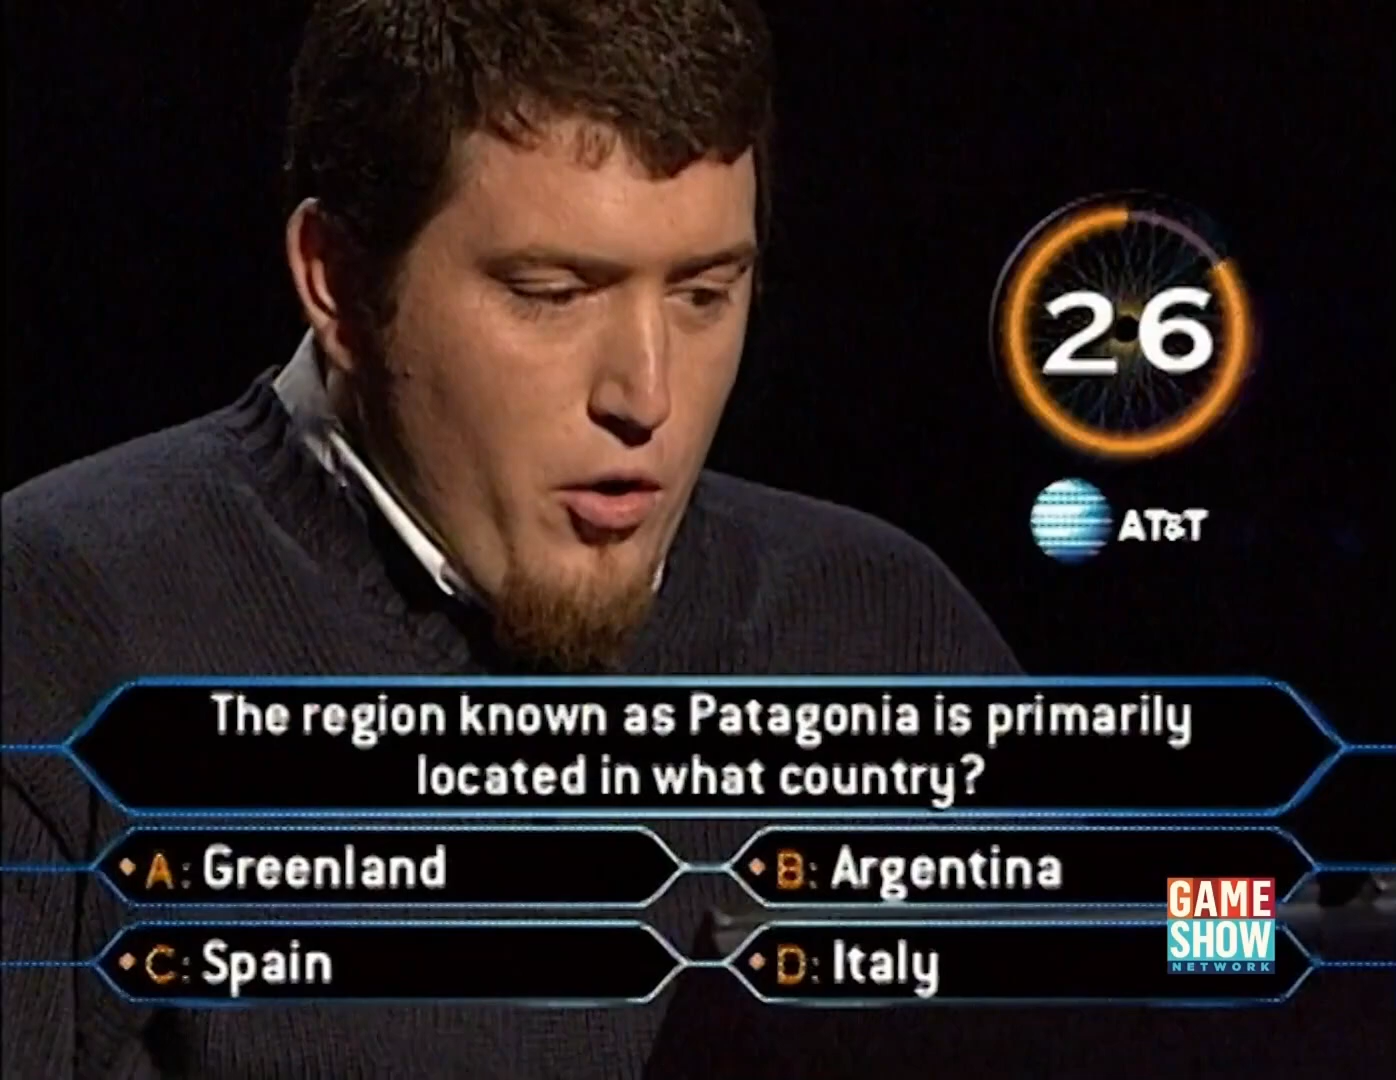 26
AT&T
The region known as Patagonia is primarily
located in what country?
A: Greenland
B: Argentina
C: Spain
D: Italy
GAME
SHOW
NETWORK